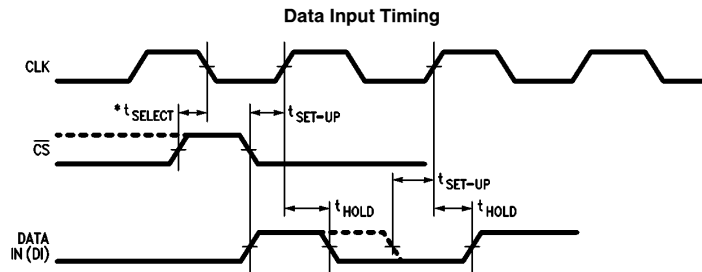 Data Input Timing
CLK
*tSELECT
tSET-UP
CS
tSET-UP
tHOLD
tHOLD
DATA
IN (DI)